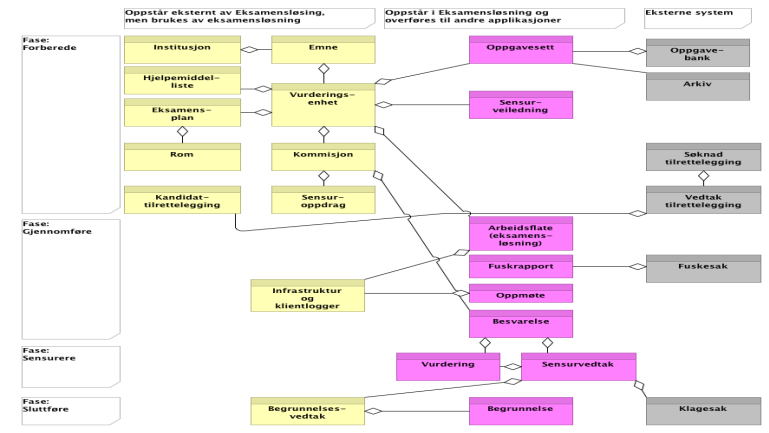 Oppstår eksternt av Eksamensløsing,
men brukes av eksamensløsning
Oppstår i Eksamensløsning og
overføres til andre applikasjoner
Eksterne system
Fase:
Forberede
Institusjon
Emne
Oppgavesett
Oppgave-
bank
Hjelpemiddel-
liste
Vurderings-
enhet
Arkiv
Eksamens-
plan
Sensur-
veiledning
Rom
Kommisjon
Søknad
tilrettelegging
Kandidat-
tilrettelegging
Sensur-
oppdrag
Vedtak
tilrettelegging
Fase:
Gjennomføre
Arbeidsflate
(eksamens-
løsning)
Fuskrapport
Fuskesak
Infrastruktur
og
klientlogger
Oppmøte
Besvarelse
Fase:
Sensurere
Vurdering
Sensurvedtak
Fase:
Sluttføre
Begrunnelses-
vedtak
Begrunnelse
Klagesak